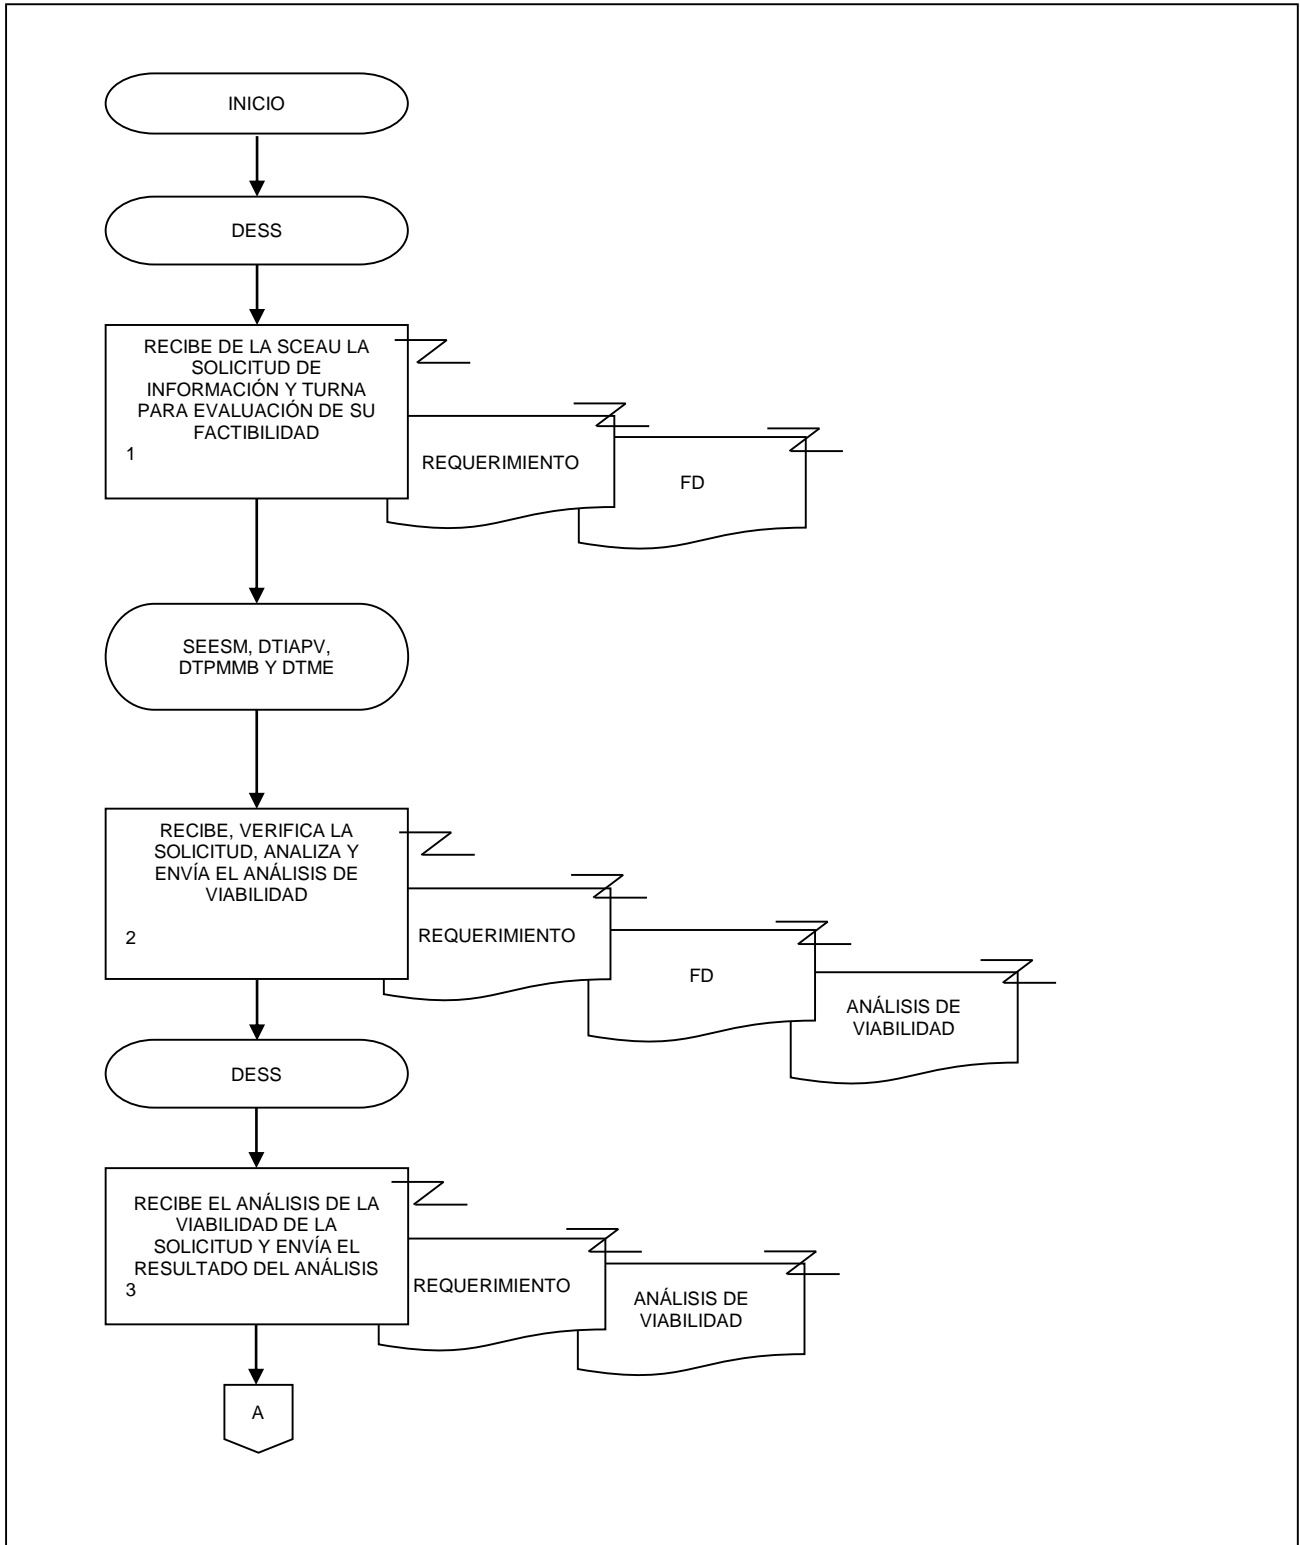 INICIO
DESS
RECIBE DE LA SCEAU LA
SOLICITUD DE
INFORMACIÓN Y TURNA
PARA EVALUACIÓN DE SU
FACTIBILIDAD
1
REQUERIMIENTO
FD
SEESM, DTIAPV,
DTPMMB Y DTME
RECIBE, VERIFICA LA
SOLICITUD, ANALIZA Y
ENVÍA EL ANÁLISIS DE
VIABILIDAD
2
REQUERIMIENTO
FD
ANÁLISIS DE
VIABILIDAD
DESS
RECIBE EL ANÁLISIS DE LA
VIABILIDAD DE LA
SOLICITUD Y ENVÍA EL
RESULTADO DEL ANÁLISIS
3
REQUERIMIENTO
ANÁLISIS DE
VIABILIDAD
A